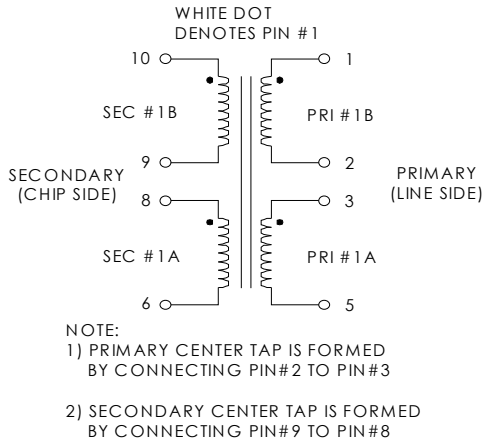 WHITE DOT
DENOTES PIN #1
10
1
SEC #1B
PRI #1B
9
2
SECONDARY
(CHIP SIDE)
PRIMARY
(LINE SIDE)
8
3
SEC #1A
PRI #1A
6
5
NOTE:
1) PRIMARY CENTER TAP IS FORMED
BY CONNECTING PIN#2 TO PIN#3
2) SECONDARY CENTER TAP IS FORMED
BY CONNECTING PIN#9 TO PIN#8